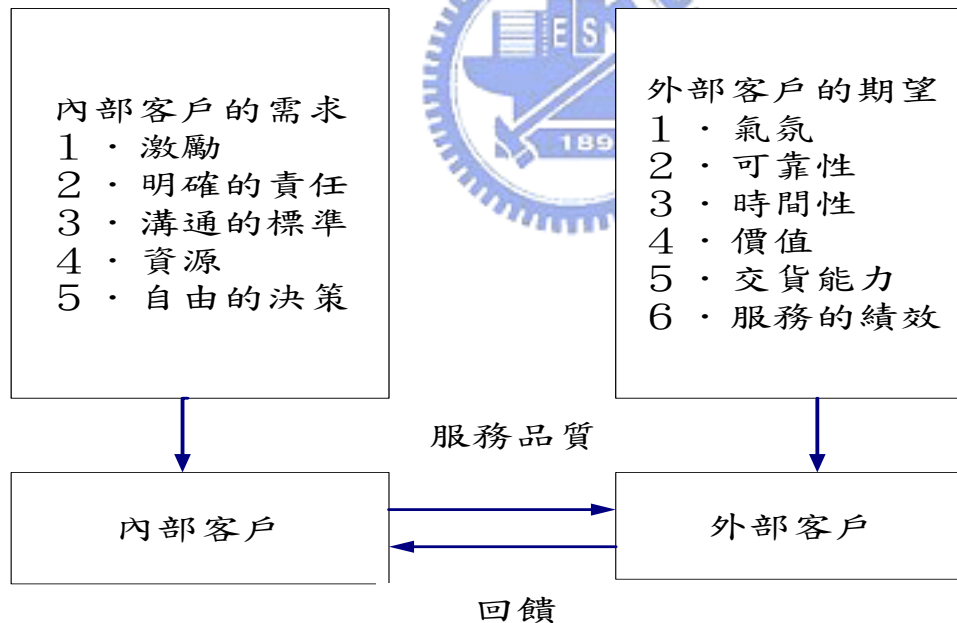 內部客戶的需求
１．激勵
２．明確的責任
３．溝通的標準
４．資源
５．自由的決策
外部客戶的期望
１．氣氛
２．可靠性
３．時間性
４．價值
５．交貨能力
６．服務的績效
服務品質
內部客戶
外部客戶
回饋
ES
189